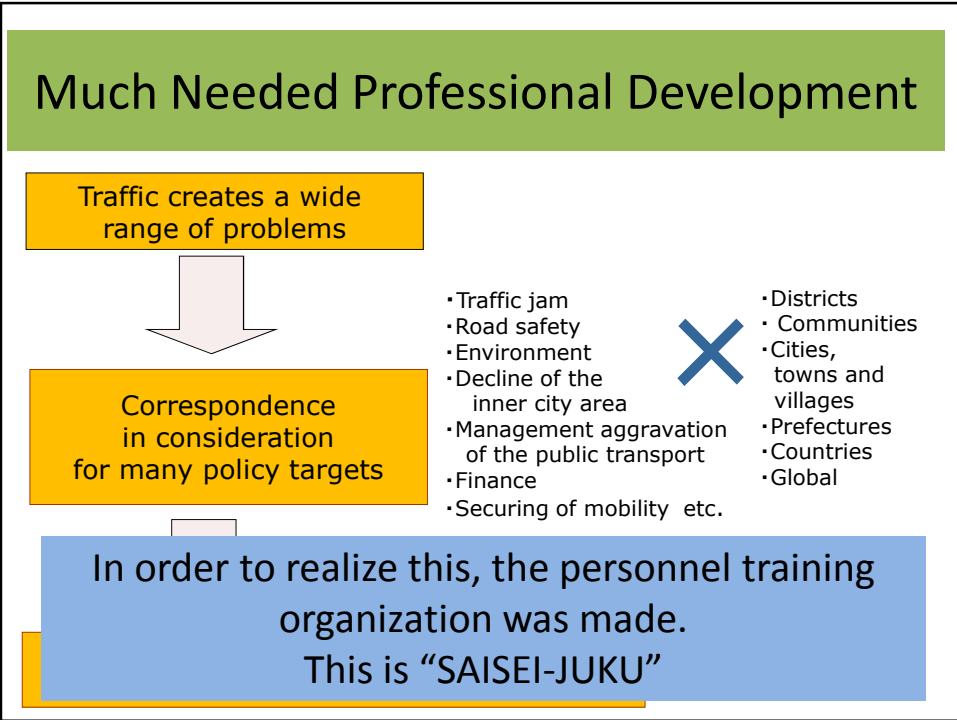 Much Needed Professional Development
Traffic creates a wide
range of problems
Correspondence
in consideration
for many policy targets
・Traffic jam
・Road safety
・Environment
・Decline of the
inner city area
・Management aggravation
of the public transport
・Finance
・Securing of mobility etc.
・Districts
・ Communities
・Cities,
towns and
villages
・Prefectures
・Countries
・Global
In order to realize this, the personnel training
organization was made.
This is “SAISEI-JUKU”